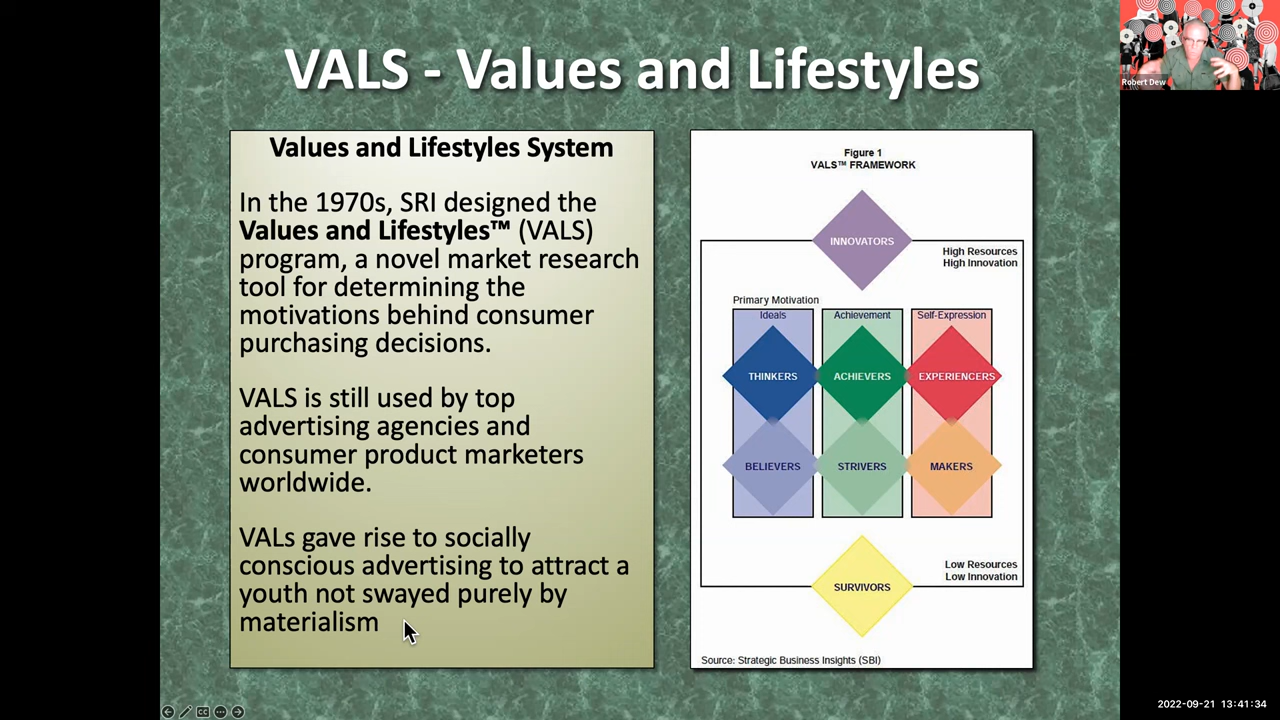 VALS - Values and Lifestyles
Robert Dew
Values and Lifestyles System
In the 1970s, SRI designed the
Values and Lifestyles™ (VALS)
program, a novel market research
tool for determining the
motivations behind consumer
purchasing decisions.
VALS is still used by top
advertising agencies and
consumer product marketers
worldwide.
VALs gave rise to socially
conscious advertising to attract a
youth not swayed purely by
materialism
Figure 1
VALS™ FRAMEWORK
INNOVATORS
High Resources
High Innovation
Primary Motivation
Ideals Achievement Self-Expression
THINKERS ACHIEVERS EXPERIENCERS
BELIEVERS STRIVERS MAKERS
Low Resources
Low Innovation
SURVIVORS
Source: Strategic Business Insights (SBI)
CC
2022-09-21 13:41:34